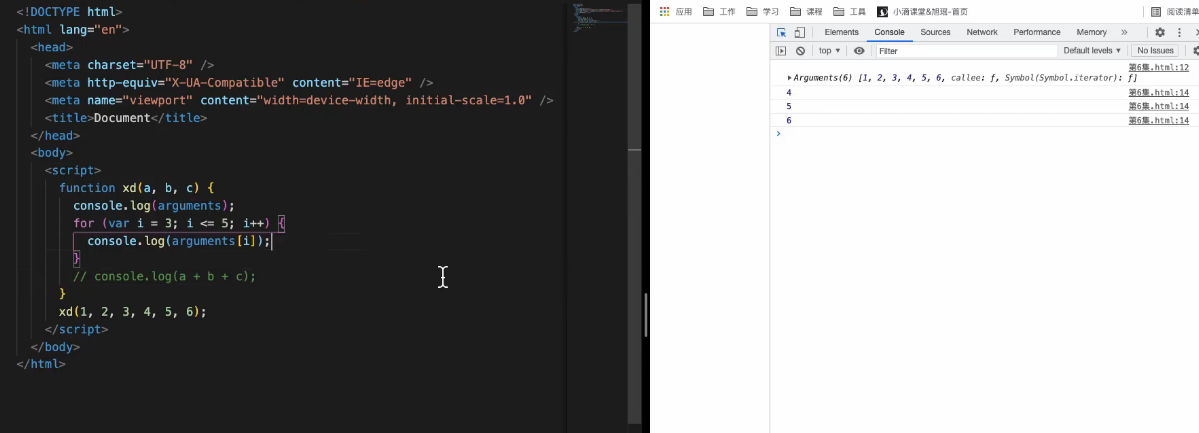 <!DOCTYPE html>
<html lang="en">
<head>
<meta charset="UTF-8" />
<meta http-equiv="X-UA-Compatible" content="IE=edge" />
<meta name="viewport" content="width=device-width, initial-scale=1.0" />
<title>Document</title>
</head>
<body>
<script>
function xd(a, b, c) {
console.log(arguments);
for (var i = 3; i <= 5; i++) {
console.log(arguments[i]);
}
// console.log(a + b + c);
}
xd(1, 2, 3, 4, 5, 6);
</script>
</body>
</html>
应用 工作 学习 课程 工具 小滴课堂&旭瑶-首页 阅读清单
Elements Console Sources Network Performance Memory »
top ▾ Filter Default levels ▾ No Issues
第6集.html:12
▸Arguments(6) [1, 2, 3, 4, 5, 6, callee: ƒ, Symbol(Symbol.iterator): ƒ]
4 第6集.html:14
5 第6集.html:14
6 第6集.html:14
>